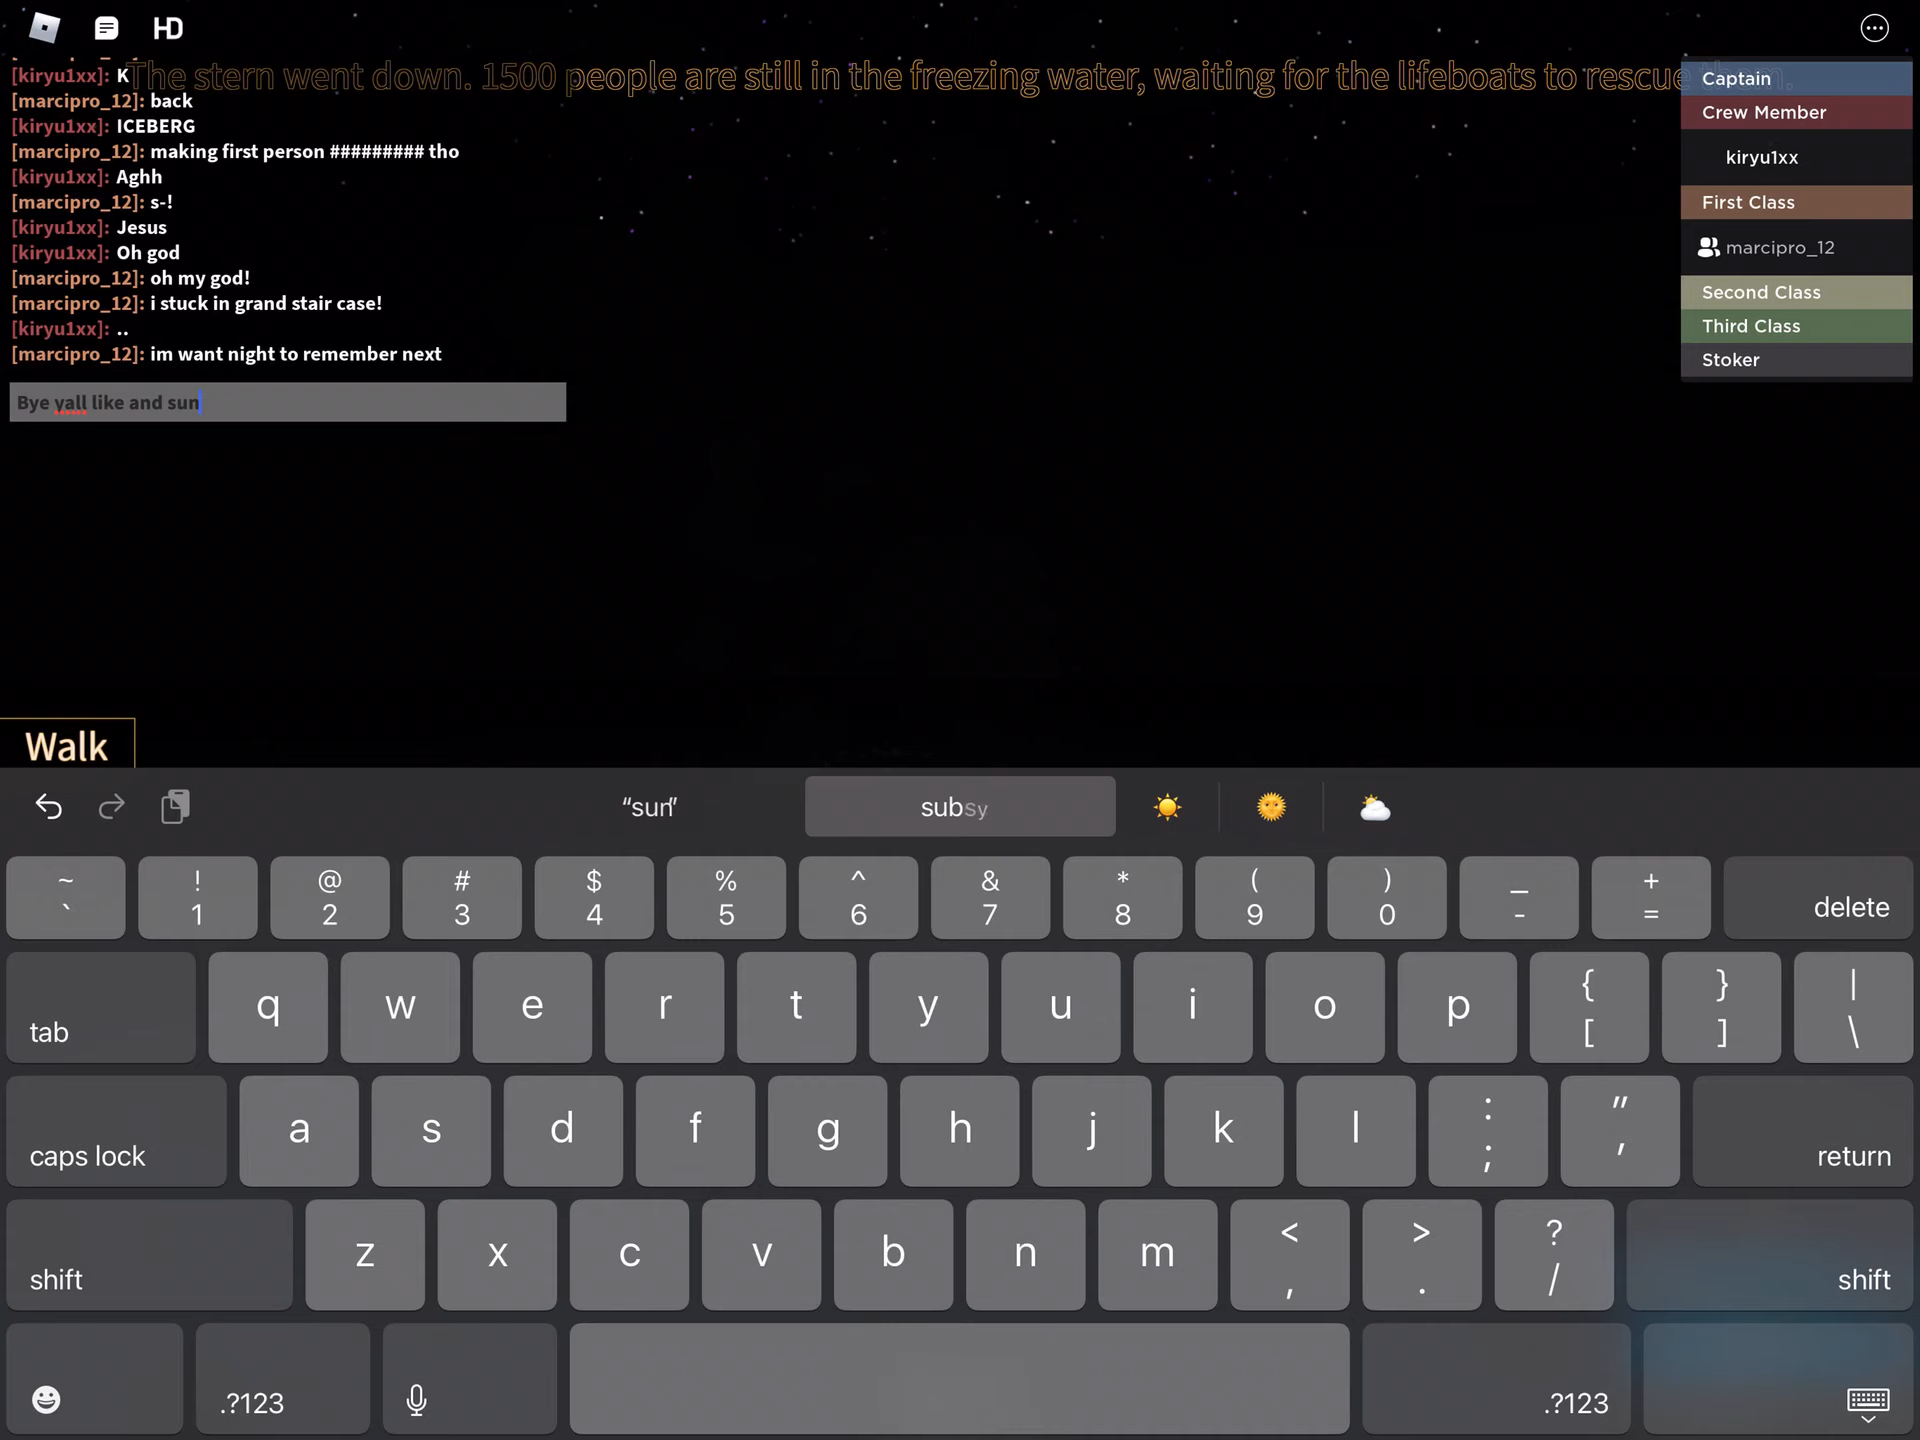 HD
The stern went down. 1500 people are still in the freezing water, waiting for the lifeboats to rescue them.
[kiryu1xx]: K
[marcipro_12]: back
[kiryu1xx]: ICEBERG
[marcipro_12]: making first person ######### tho
[kiryu1xx]: Aghh
[marcipro_12]: s-!
[kiryu1xx]: Jesus
[kiryu1xx]: Oh god
[marcipro_12]: oh my god!
[marcipro_12]: i stuck in grand stair case!
[kiryu1xx]: ..
[marcipro_12]: im want night to remember next
Bye yall like and sun
Captain
Crew Member
kiryu1xx
First Class
marcipro_12
Second Class
Third Class
Stoker
Walk
“sun” subsy
~ ! @ # $ % ^ & * ( ) _ +
` 1 2 3 4 5 6 7 8 9 0 - = delete
tab q w e r t y u i o p { [ } ] | \
caps lock a s d f g h j k l : ; " ' return
shift z x c v b n m < , > . ? / shift
.?123 .?123